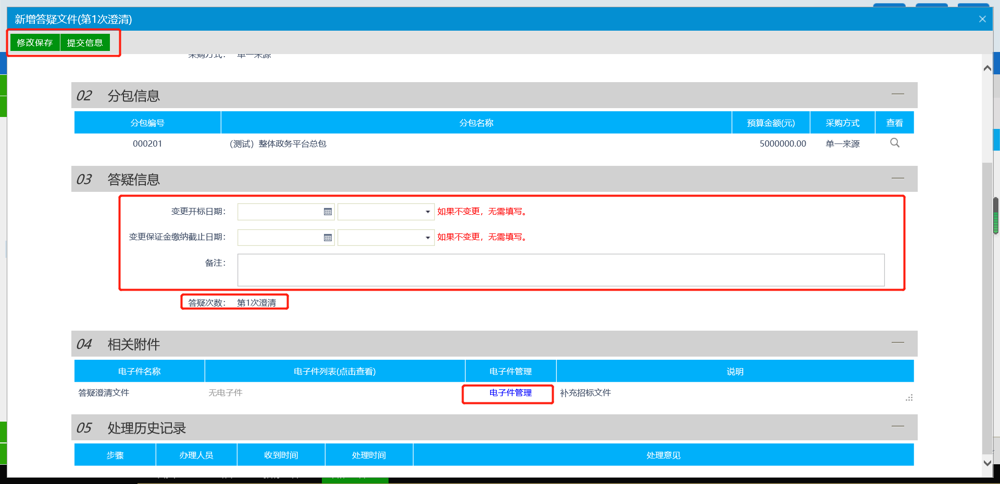 新增答疑文件(第1次澄清)
修改保存 提交信息
采购方式： 单一来源
02 分包信息
分包编号 分包名称 预算金额(元) 采购方式 查看
000201 （测试）整体政务平台总包 5000000.00 单一来源
03 答疑信息
变更开标日期： 如果不变更，无需填写。
变更保证金缴纳截止日期： 如果不变更，无需填写。
备注：
答疑次数： 第1次澄清
04 相关附件
电子件名称 电子件列表(点击查看) 电子件管理 说明
答疑澄清文件 无电子件 电子件管理 补充招标文件
05 处理历史记录
步骤 办理人员 收到时间 处理时间 处理意见